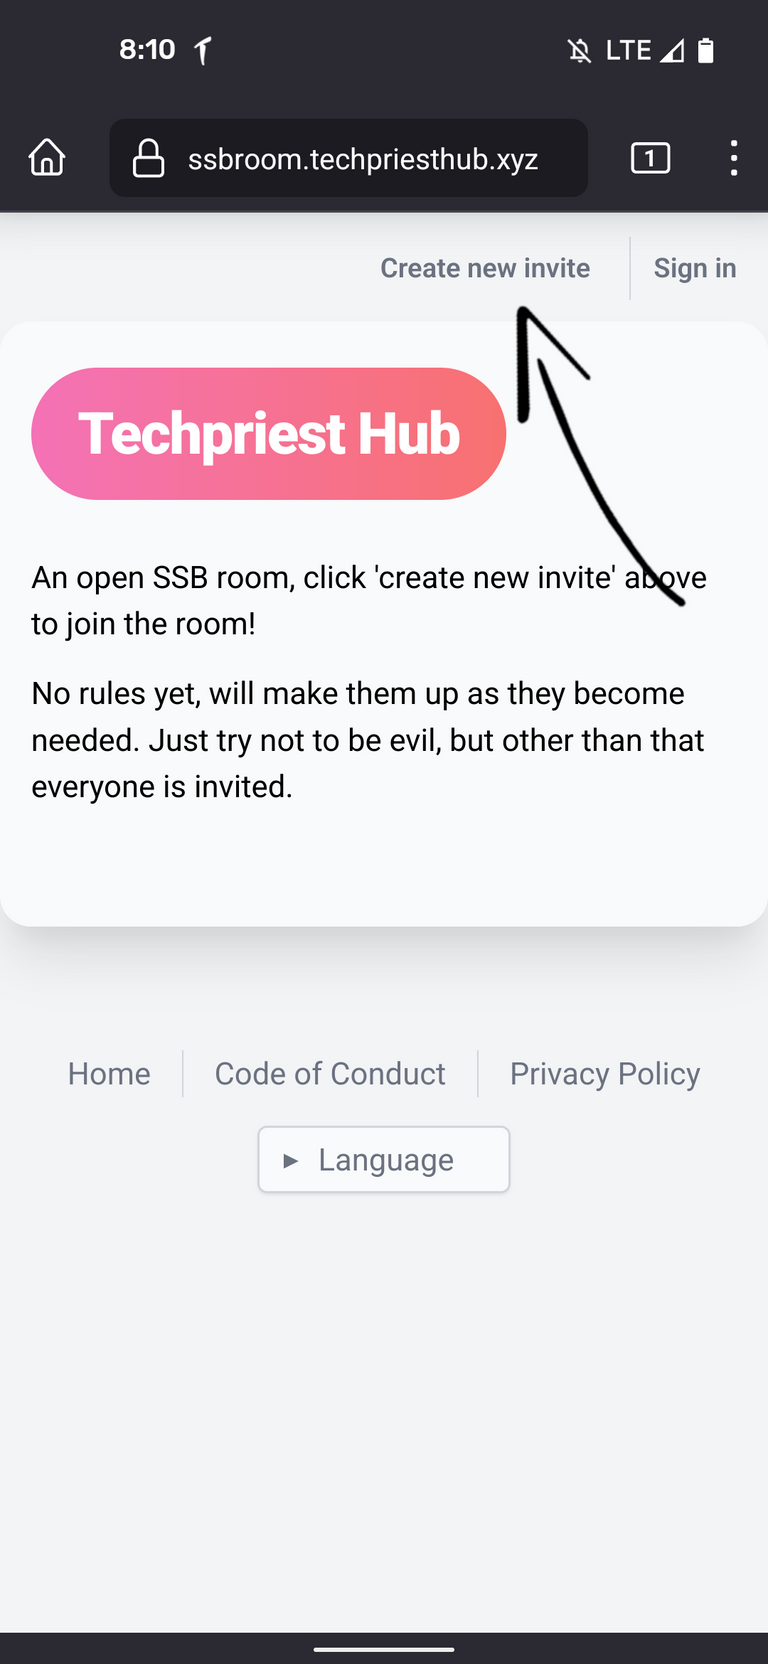 8:10 LTE
ssbroom.techpriesthub.xyz 1
Create new invite Sign in
Techpriest Hub
An open SSB room, click 'create new invite' above
to join the room!
No rules yet, will make them up as they become
needed. Just try not to be evil, but other than that
everyone is invited.
Home Code of Conduct Privacy Policy
Language